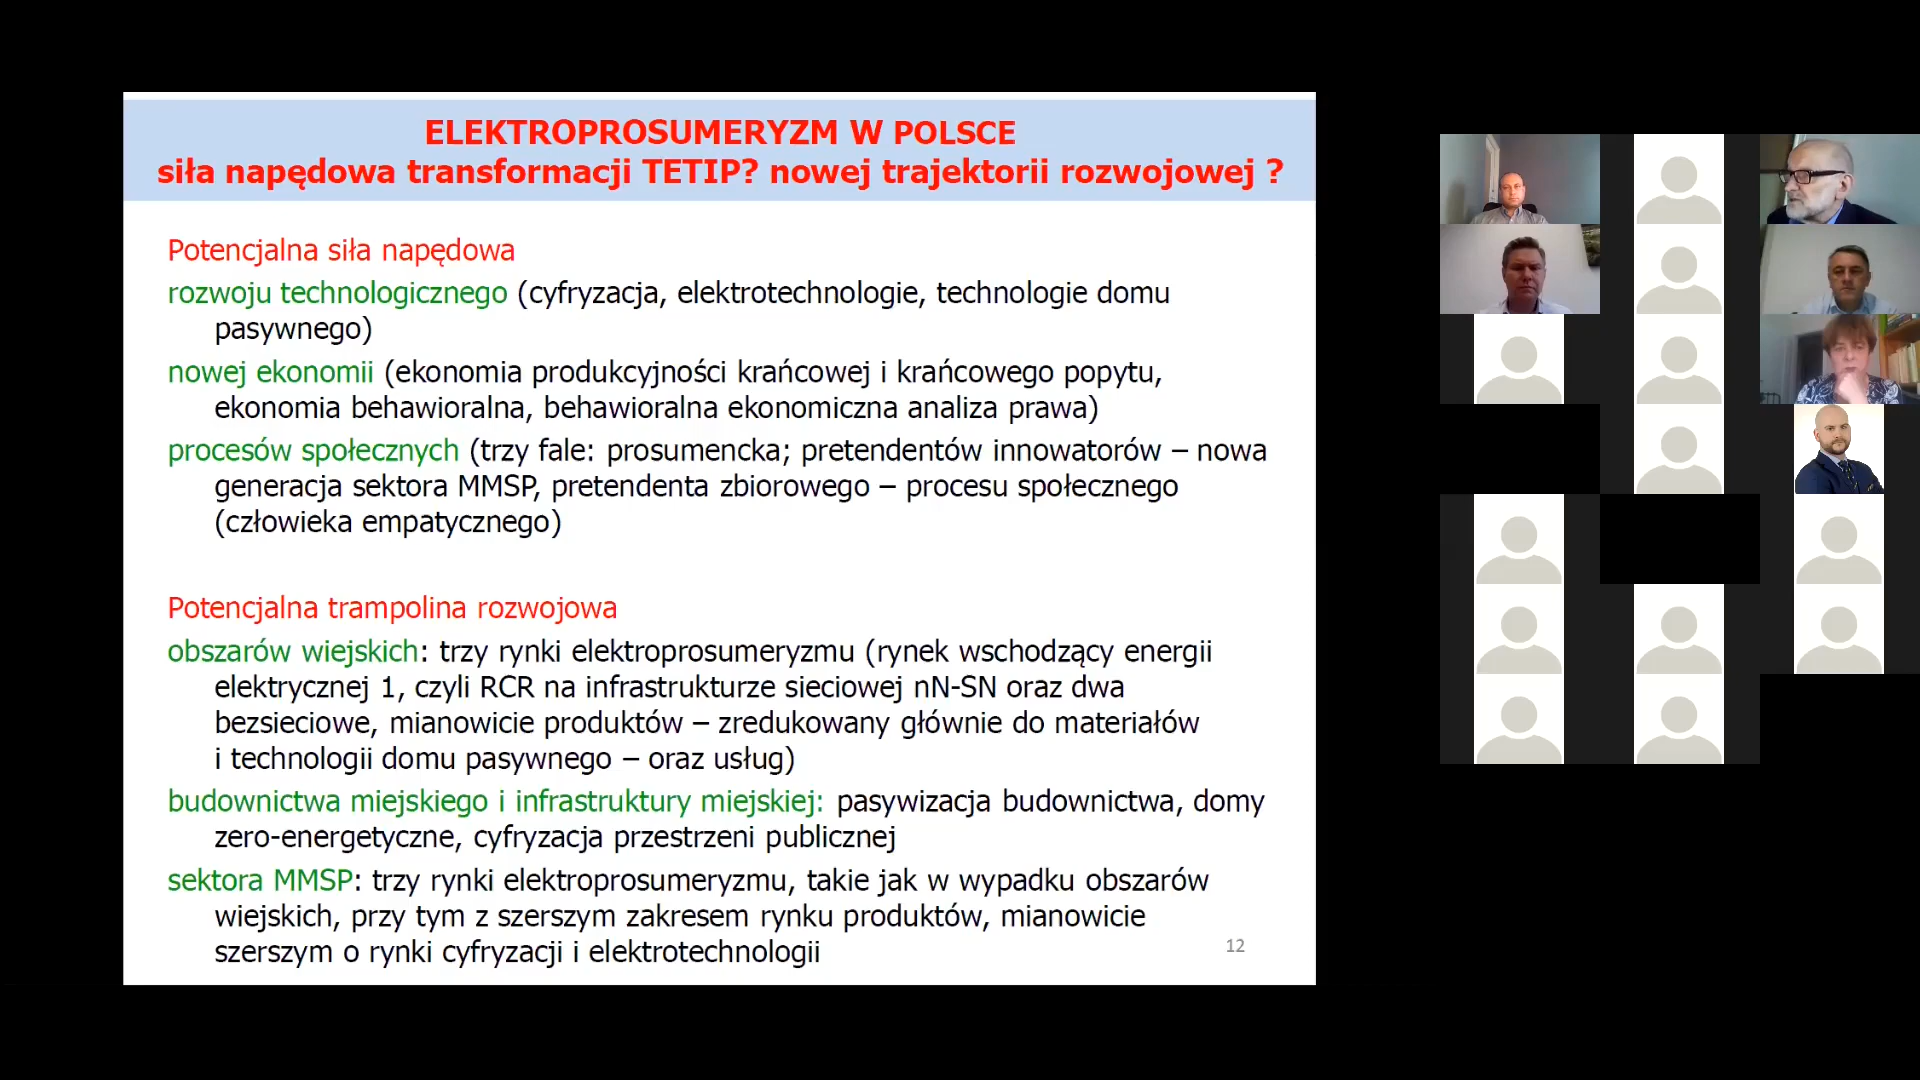 ELEKTROPROSUMERYZM W POLSCE
siła napędowa transformacji TETIP? nowej trajektorii rozwojowej ?
Potencjalna siła napędowa
rozwoju technologicznego (cyfryzacja, elektrotechnologie, technologie domu
pasywnego)
nowej ekonomii (ekonomia produkcyjności krańcowej i krańcowego popytu,
ekonomia behawioralna, behawioralna ekonomiczna analiza prawa)
procesów społecznych (trzy fale: prosumencka; pretendentów innowatorów – nowa
generacja sektora MMSP, pretendenta zbiorowego – procesu społecznego
(człowieka empatycznego)
Potencjalna trampolina rozwojowa
obszarów wiejskich: trzy rynki elektroprosumeryzmu (rynek wschodzący energii
elektrycznej 1, czyli RCR na infrastrukturze sieciowej nN-SN oraz dwa
bezsieciowe, mianowicie produktów – zredukowany głównie do materiałów
i technologii domu pasywnego – oraz usług)
budownictwa miejskiego i infrastruktury miejskiej: pasywizacja budownictwa, domy
zero-energetyczne, cyfryzacja przestrzeni publicznej
sektora MMSP: trzy rynki elektroprosumeryzmu, takie jak w wypadku obszarów
wiejskich, przy tym z szerszym zakresem rynku produktów, mianowicie
szerszym o rynki cyfryzacji i elektrotechnologii
12